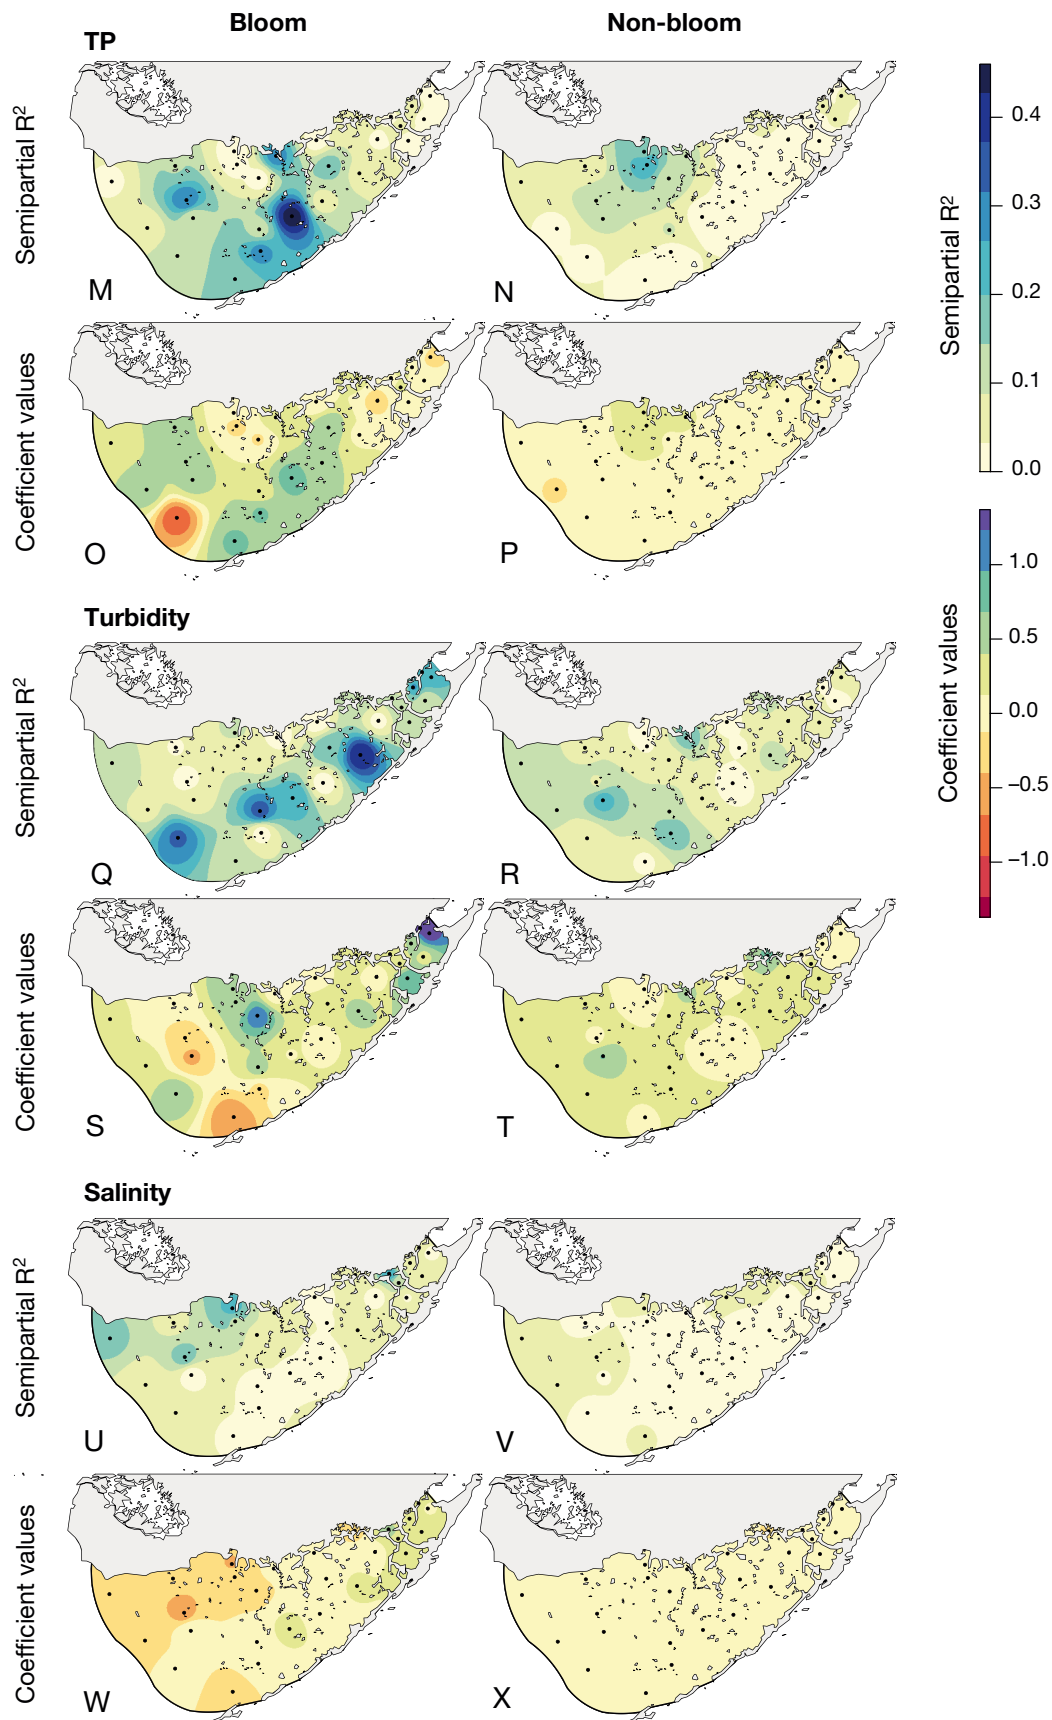 Bloom
Non-bloom
TP
Semipartial R²
M
N
Semipartial R²
0.4
0.3
0.2
0.1
0.0
Coefficient values
O
P
Coefficient values
1.0
0.5
0.0
−0.5
−1.0
Turbidity
Semipartial R²
Q
R
Coefficient values
S
T
Salinity
Semipartial R²
U
V
Coefficient values
W
X